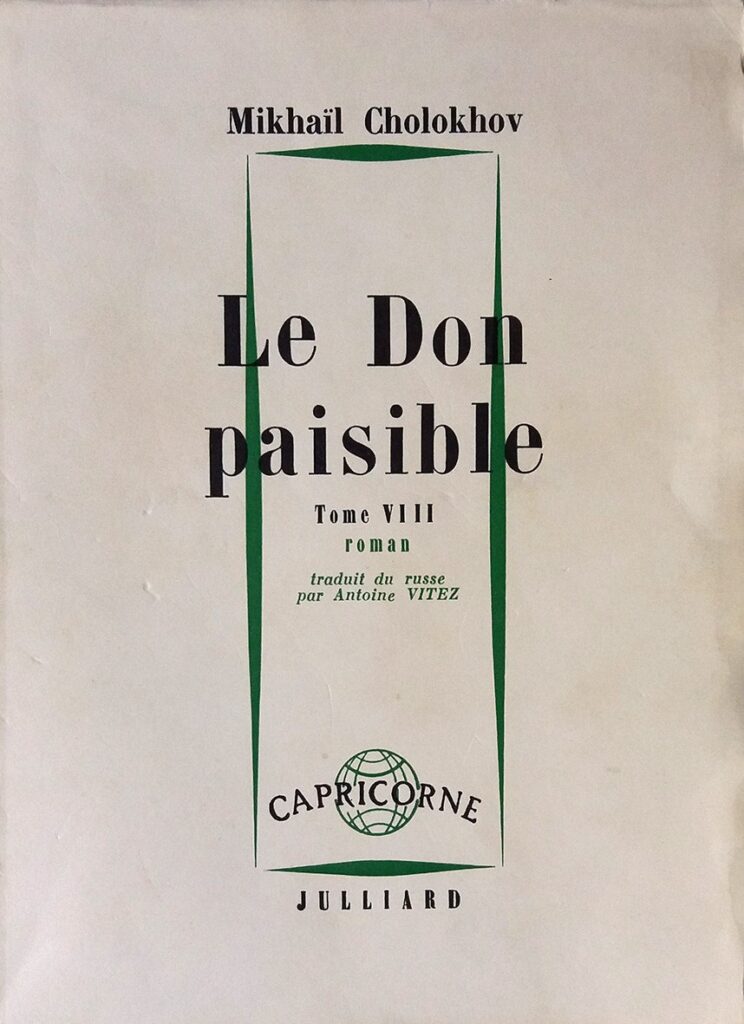 Mikhaïl Cholokhov
Le Don
paisible
Tome VIII
roman
traduit du russe
par Antoine VITEZ
CAPRICORNE
JULLIARD